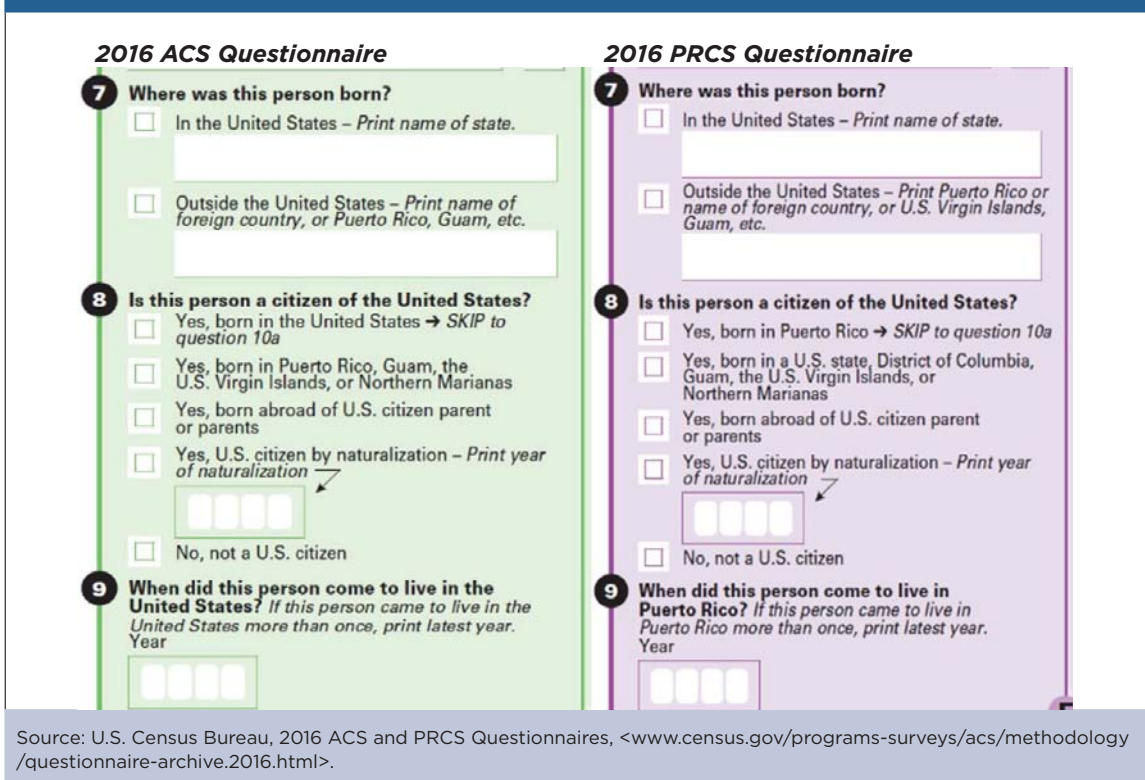 2016 ACS Questionnaire
7 Where was this person born?
In the United States – Print name of state.
Outside the United States – Print name of
foreign country, or Puerto Rico, Guam, etc.
8 Is this person a citizen of the United States?
Yes, born in the United States → SKIP to
question 10a
Yes, born in Puerto Rico, Guam, the
U.S. Virgin Islands, or Northern Marianas
Yes, born abroad of U.S. citizen parent
or parents
Yes, U.S. citizen by naturalization – Print year
of naturalization
No, not a U.S. citizen
9 When did this person come to live in the
United States? If this person came to live in the
United States more than once, print latest year.
Year
2016 PRCS Questionnaire
7 Where was this person born?
In the United States – Print name of state.
Outside the United States – Print Puerto Rico or
name of foreign country, or U.S. Virgin Islands,
Guam, etc.
8 Is this person a citizen of the United States?
Yes, born in Puerto Rico → SKIP to question 10a
Yes, born in a U.S. state, District of Columbia,
Guam, the U.S. Virgin Islands, or
Northern Marianas
Yes, born abroad of U.S. citizen parent
or parents
Yes, U.S. citizen by naturalization – Print year
of naturalization
No, not a U.S. citizen
9 When did this person come to live in
Puerto Rico? If this person came to live in
Puerto Rico more than once, print latest year.
Year
Source: U.S. Census Bureau, 2016 ACS and PRCS Questionnaires, <www.census.gov/programs-surveys/acs/methodology
/questionnaire-archive.2016.html>.